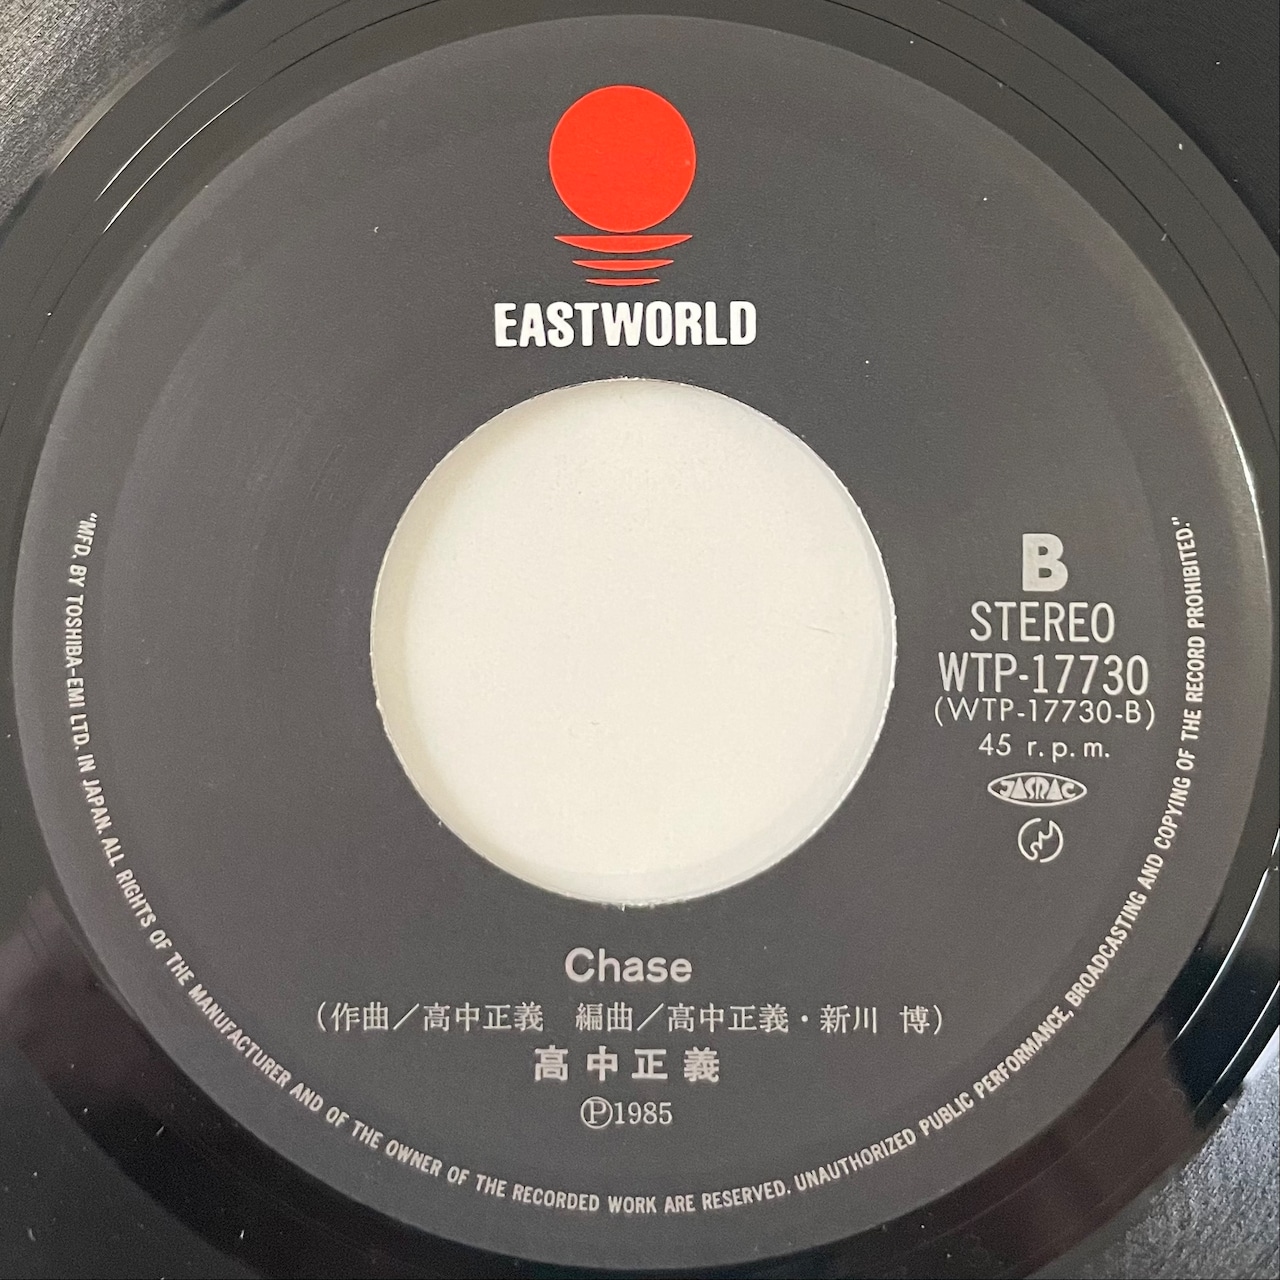 EASTWORLD
B
STEREO
WTP-17730
(WTP-17730-B)
45 r.p.m.
JASRAC
Chase
(作曲／高中正義　編曲／高中正義・新川　博)
高中正義
Ⓟ1985
"MFD. BY TOSHIBA-EMI LTD. IN JAPAN. ALL RIGHTS OF THE MANUFACTURER AND OF THE OWNER OF THE RECORDED WORK ARE RESERVED. UNAUTHORIZED PUBLIC PERFORMANCE, BROADCASTING AND COPYING OF THE RECORD PROHIBITED."